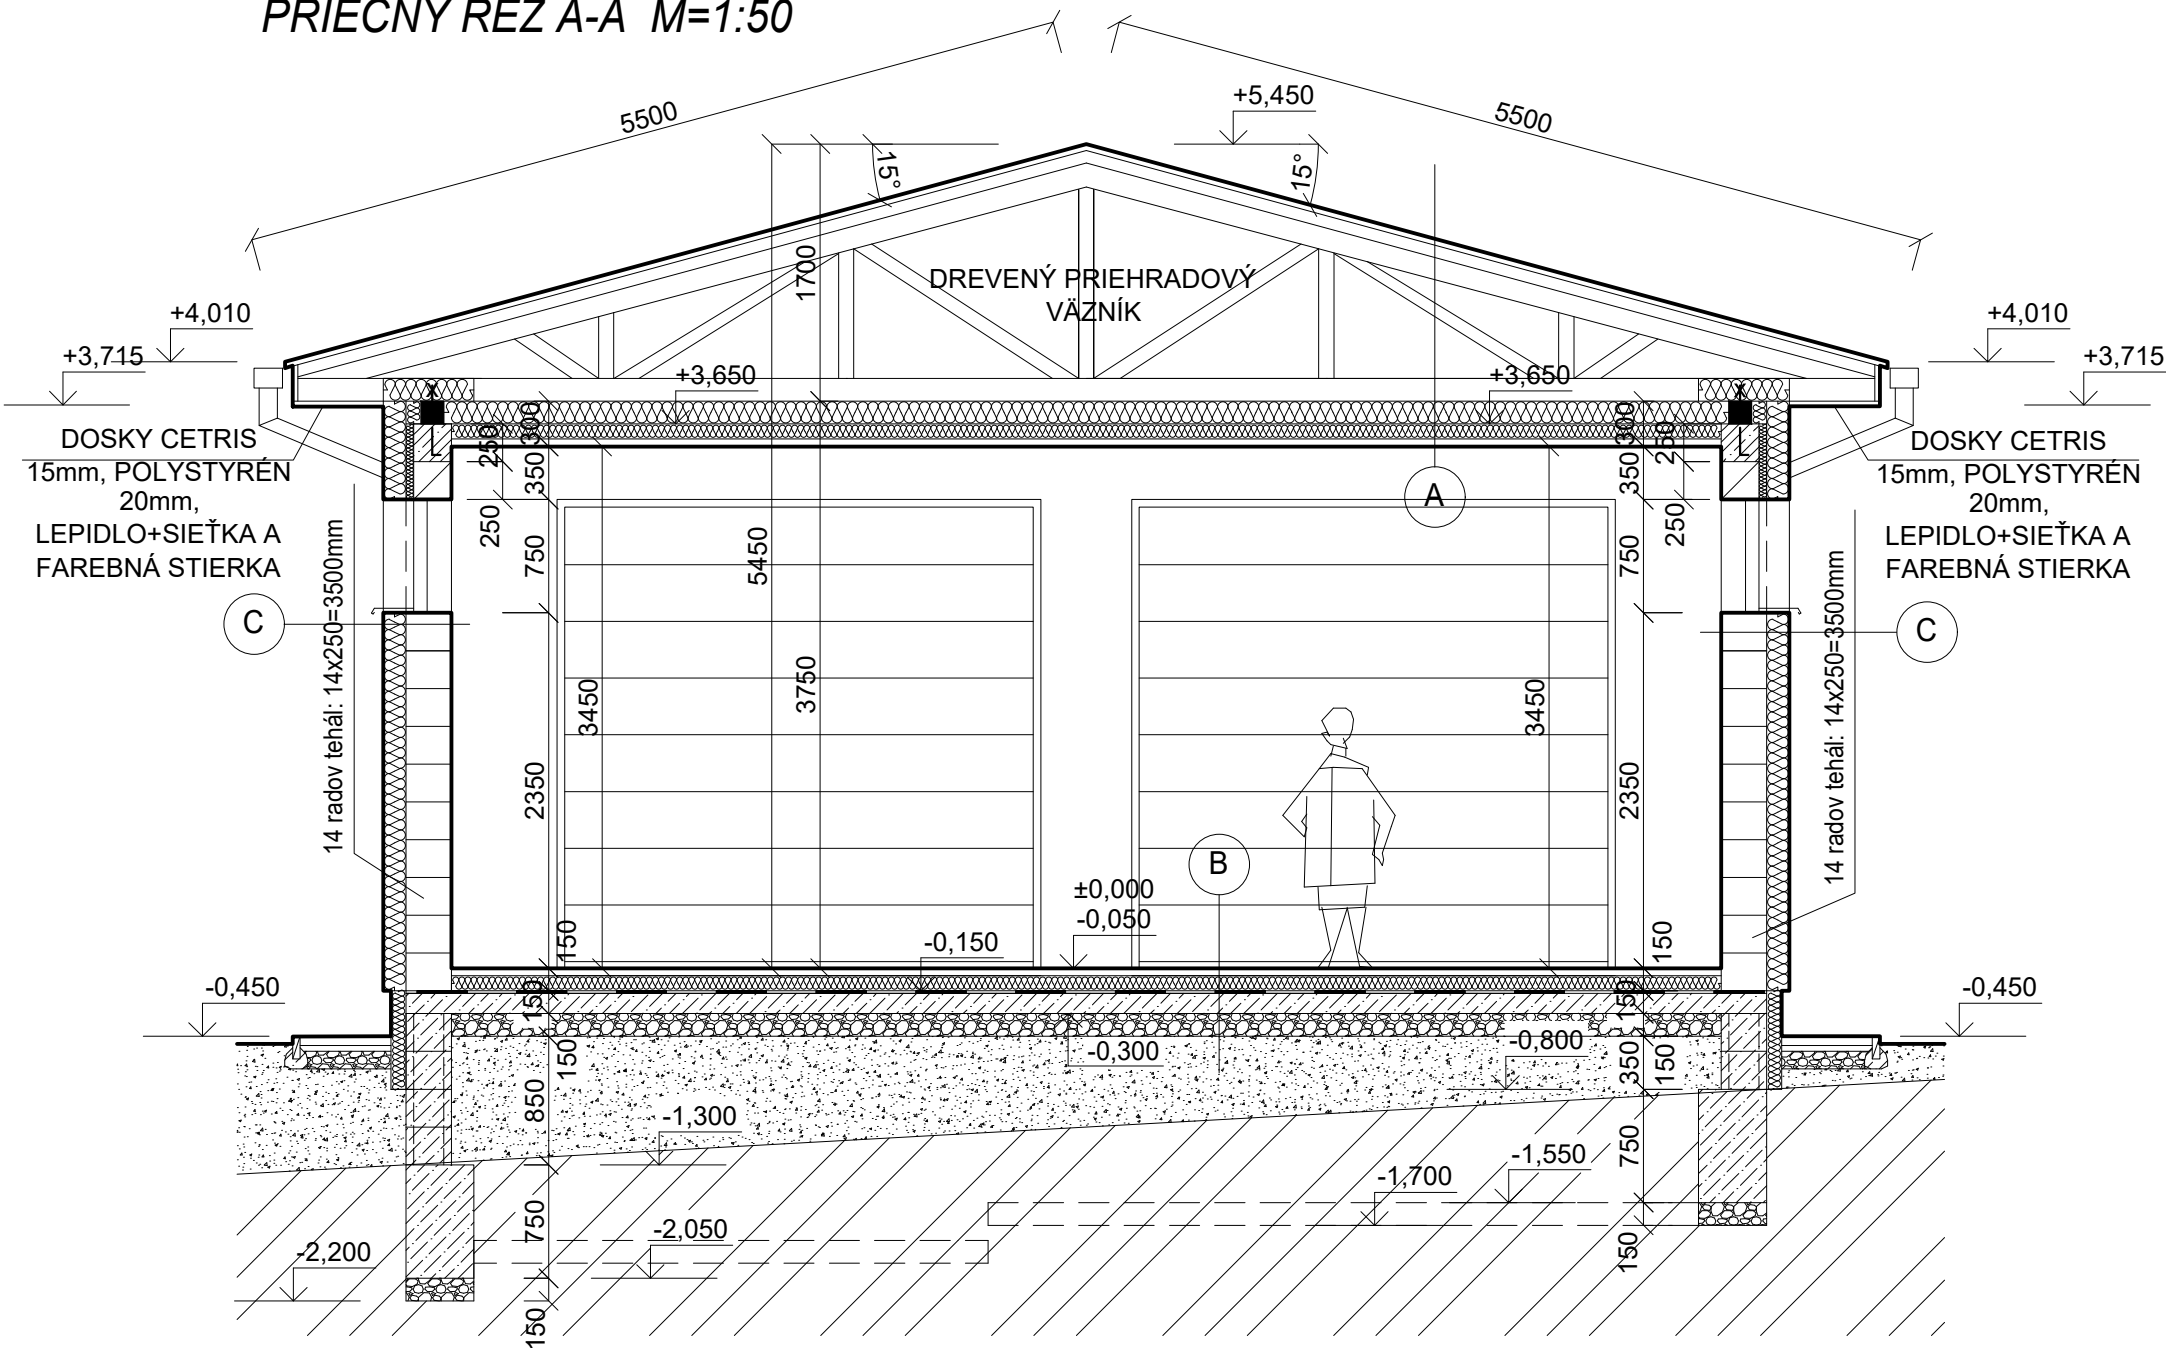 PRIEČNY REZ A-A M=1:50
5500
5500
+5,450
15°
15°
1700
DREVENÝ PRIEHRADOVÝ
VÄZNÍK
+4,010
+4,010
+3,715
+3,715
+3,650
+3,650
DOSKY CETRIS
15mm, POLYSTYRÉN
20mm,
LEPIDLO+SIEŤKA A
FAREBNÁ STIERKA
DOSKY CETRIS
15mm, POLYSTYRÉN
20mm,
LEPIDLO+SIEŤKA A
FAREBNÁ STIERKA
250
300
350
250
750
300
250
350
250
750
A
C
C
14 radov tehál: 14x250=3500mm
14 radov tehál: 14x250=3500mm
5450
3750
3450
3450
2350
2350
B
±0,000
-0,050
-0,150
150
150
-0,450
-0,450
150
150
-0,300
-0,800
150
350
150
850
-1,300
750
-1,550
-1,700
750
-2,050
-2,200
150
150